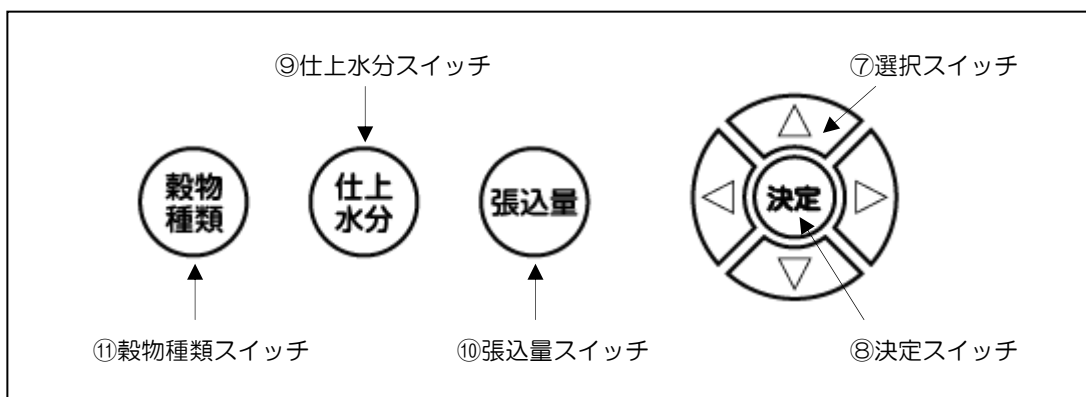 ⑨仕上水分スイッチ
⑦選択スイッチ
穀物
種類
仕上
水分
張込量
決定
⑪穀物種類スイッチ
⑩張込量スイッチ
⑧決定スイッチ